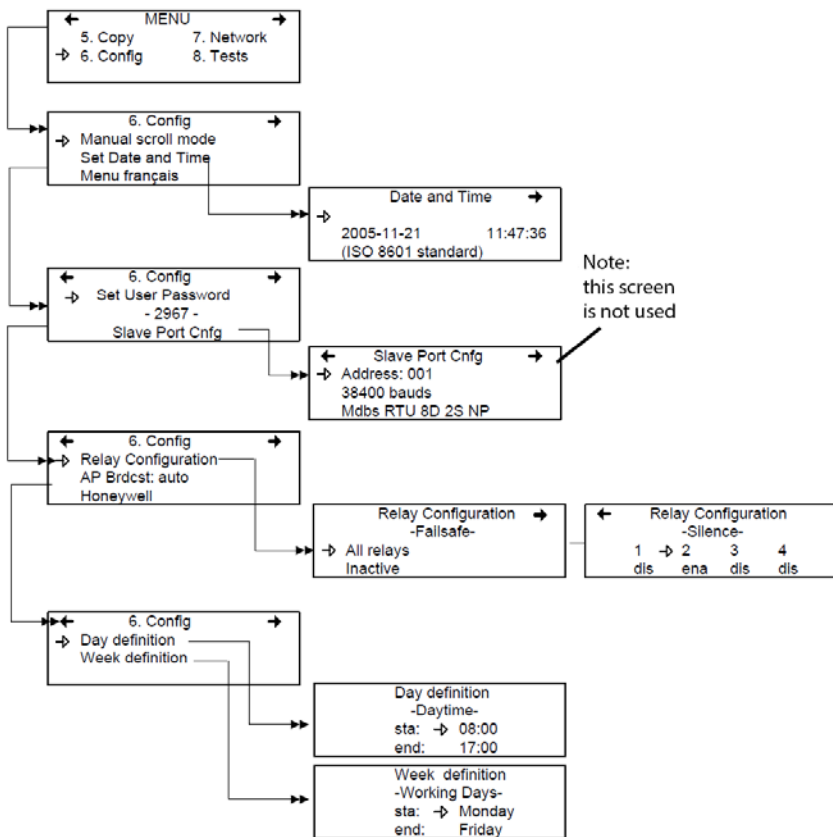 MENU
5. Copy 7. Network
6. Config 8. Tests
6. Config
Manual scroll mode
Set Date and Time
Menu français
Date and Time
2005-11-21 11:47:36
(ISO 8601 standard)
Note:
this screen
is not used
6. Config
Set User Password
- 2967 -
Slave Port Cnfg
Slave Port Cnfg
Address: 001
38400 bauds
Mdbs RTU 8D 2S NP
6. Config
Relay Configuration
AP Brdcst: auto
Honeywell
Relay Configuration
-Failsafe-
All relays
Inactive
Relay Configuration
-Silence-
1 2 3 4
dis ena dis dis
6. Config
Day definition
Week definition
Day definition
-Daytime-
sta: 08:00
end: 17:00
Week definition
-Working Days-
sta: Monday
end: Friday